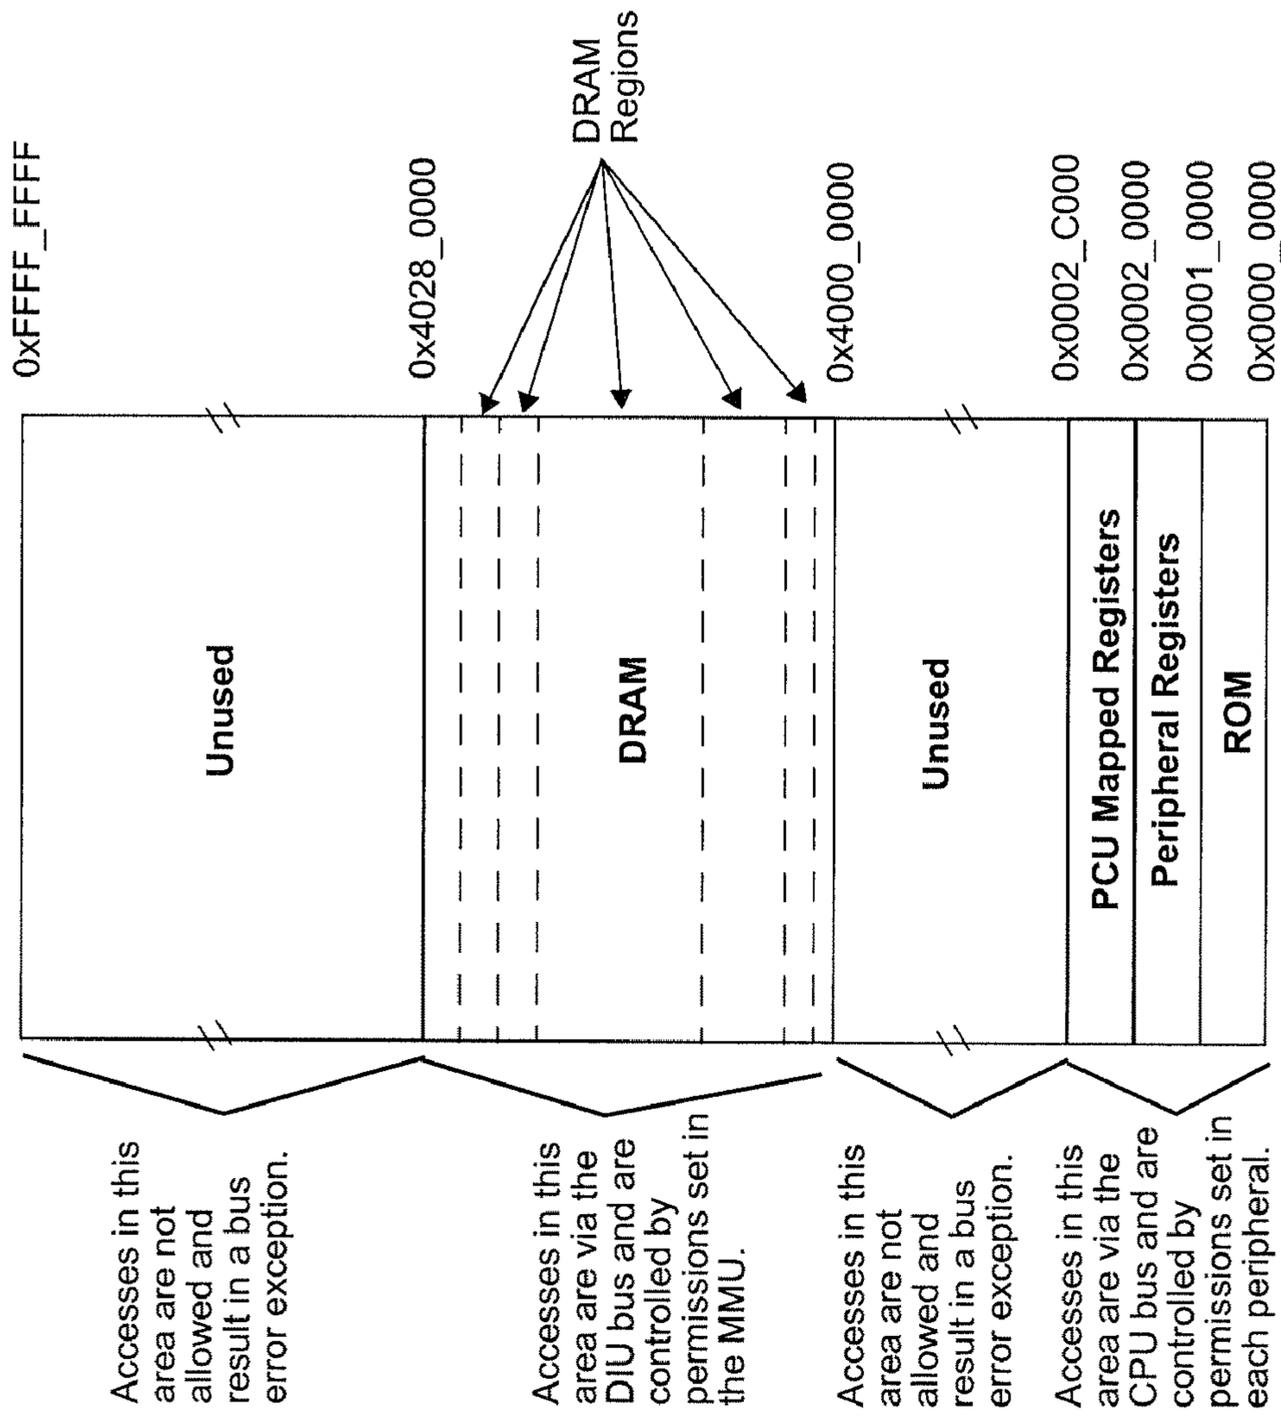 0xFFFF_FFFF
0x4028_0000
DRAM
Regions
0x4000_0000
0x0002_C000
0x0002_0000
0x0001_0000
0x0000_0000
Unused
DRAM
Unused
PCU Mapped Registers
Peripheral Registers
ROM
Accesses in this
area are not
allowed and
result in a bus
error exception.
Accesses in this
area are via the
DIU bus and are
controlled by
permissions set in
the MMU.
Accesses in this
area are not
allowed and
result in a bus
error exception.
Accesses in this
area are via the
CPU bus and are
controlled by
permissions set in
each peripheral.